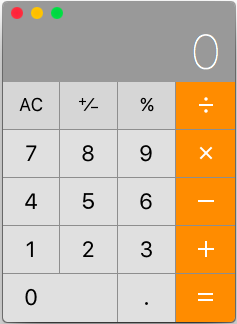 0
AC ⁺∕₋ % ÷
7 8 9 ×
4 5 6 −
1 2 3 +
0 . =